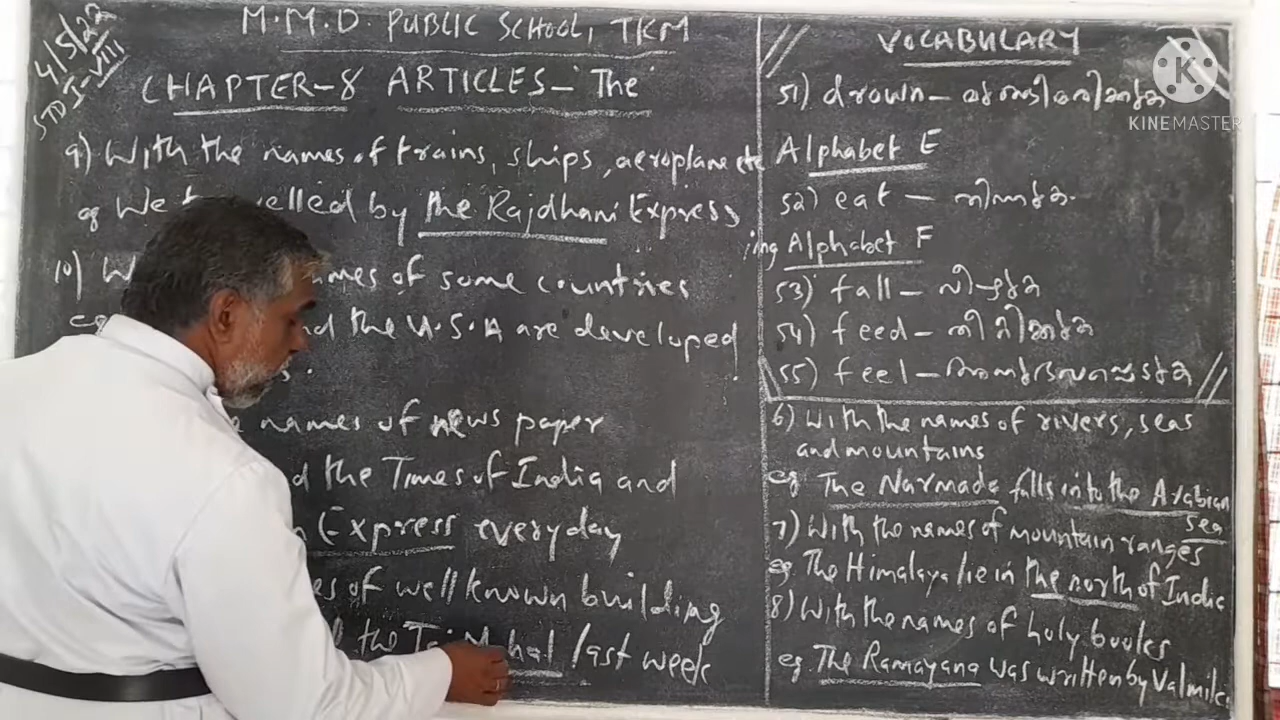 4/5/22
STD I-VIII
M.M.D. PUBLIC SCHOOL, TKM
CHAPTER-8 ARTICLES- 'The'
9) With the names of trains, ships, aeroplane etc
eg We velled by the Rajdhani Express
10) W names of some countries
eg nd the U.S.A are developed
s.
names of news paper
d the Times of India and
n Express everyday
es of well known building
the Taj Mahal last week
VOCABULARY
51) drown –
Alphabet E
52) eat –
ing Alphabet F
53) fall –
54) feed –
55) feel –
6) With the names of rivers, seas
and mountains
eg The Narmade falls into the Arabian
Sea
7) With the names of mountain ranges
eg. The Himalaya lie in the north of India
8) With the names of holy books
eg. The Ramayana was written by Valmiki
K
KINEMASTER